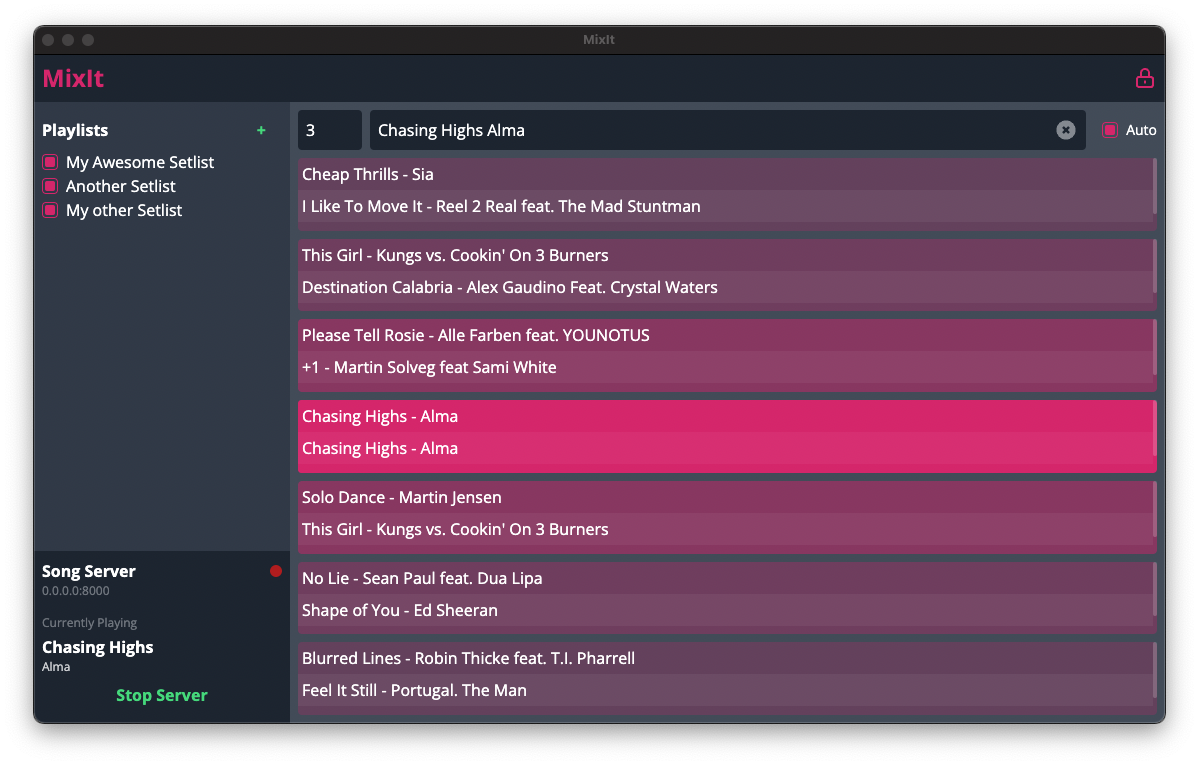 MixIt
MixIt
Playlists +
My Awesome Setlist
Another Setlist
My other Setlist
Song Server
0.0.0.0:8000
Currently Playing
Chasing Highs
Alma
Stop Server
3 Chasing Highs Alma Auto
Cheap Thrills - Sia
I Like To Move It - Reel 2 Real feat. The Mad Stuntman
This Girl - Kungs vs. Cookin' On 3 Burners
Destination Calabria - Alex Gaudino Feat. Crystal Waters
Please Tell Rosie - Alle Farben feat. YOUNOTUS
+1 - Martin Solveg feat Sami White
Chasing Highs - Alma
Chasing Highs - Alma
Solo Dance - Martin Jensen
This Girl - Kungs vs. Cookin' On 3 Burners
No Lie - Sean Paul feat. Dua Lipa
Shape of You - Ed Sheeran
Blurred Lines - Robin Thicke feat. T.I. Pharrell
Feel It Still - Portugal. The Man